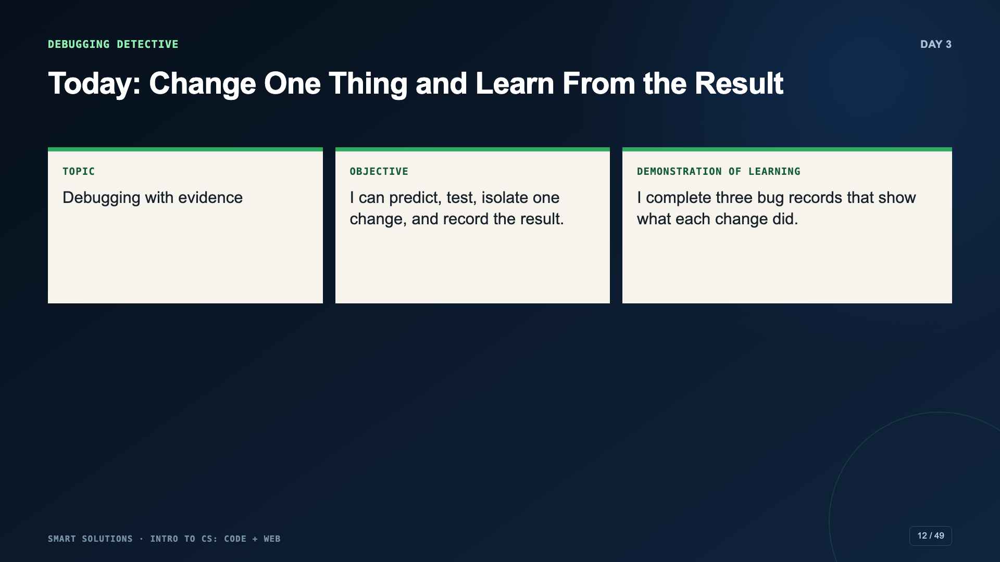 DEBUGGING DETECTIVE
DAY 3
Today: Change One Thing and Learn From the Result
TOPIC
Debugging with evidence
OBJECTIVE
I can predict, test, isolate one
change, and record the result.
DEMONSTRATION OF LEARNING
I complete three bug records that show
what each change did.
SMART SOLUTIONS · INTRO TO CS: CODE + WEB
12 / 49